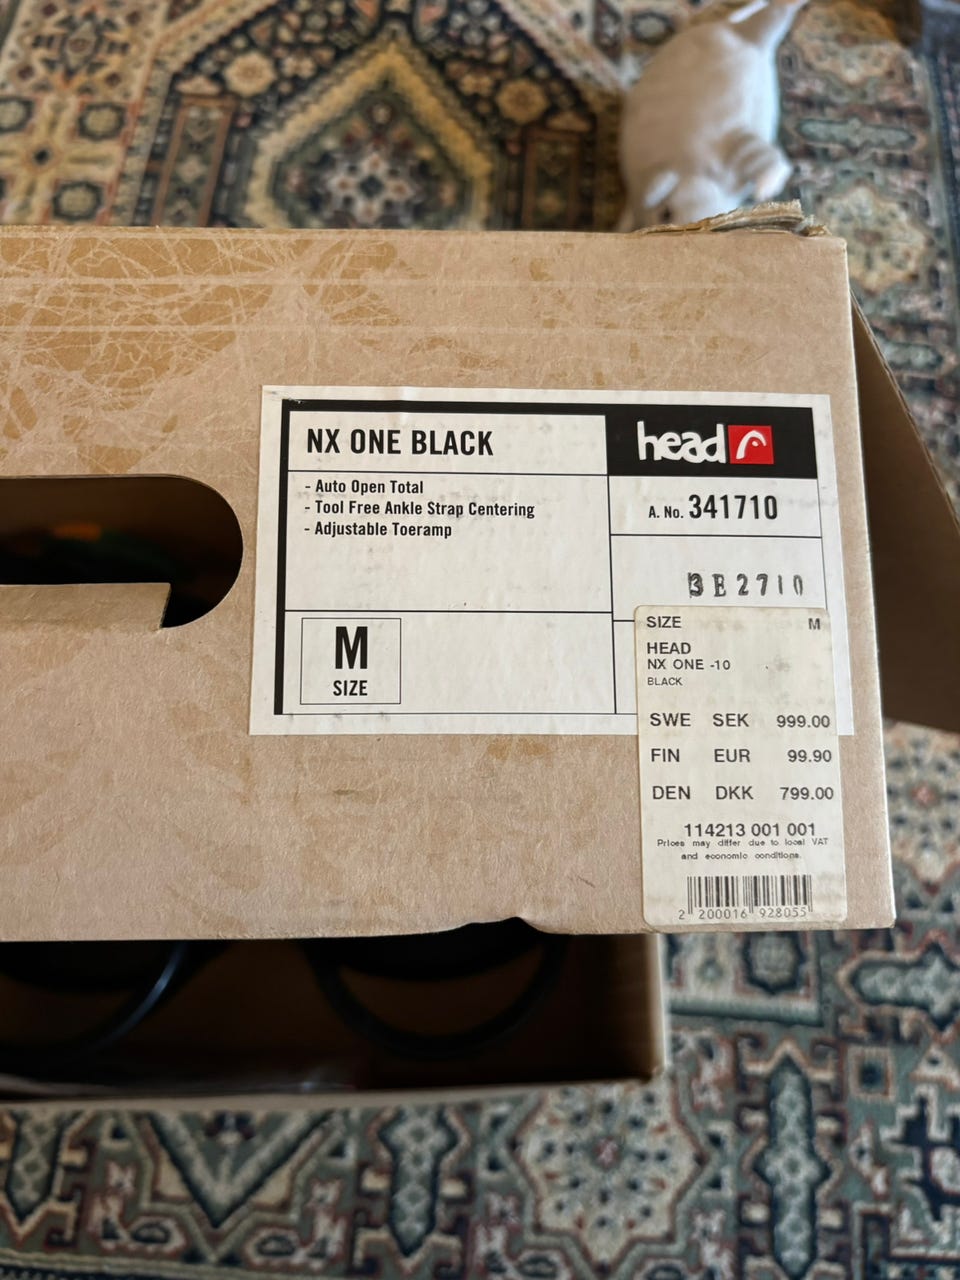 NX ONE BLACK
head
- Auto Open Total
- Tool Free Ankle Strap Centering
- Adjustable Toeramp
A. No. 341710
3E2710
M
SIZE
SIZE M
HEAD
NX ONE -10
BLACK
SWE SEK 999.00
FIN EUR 99.90
DEN DKK 799.00
114213 001 001
Prices may differ due to local VAT
and economic conditions.
2 200016 928055